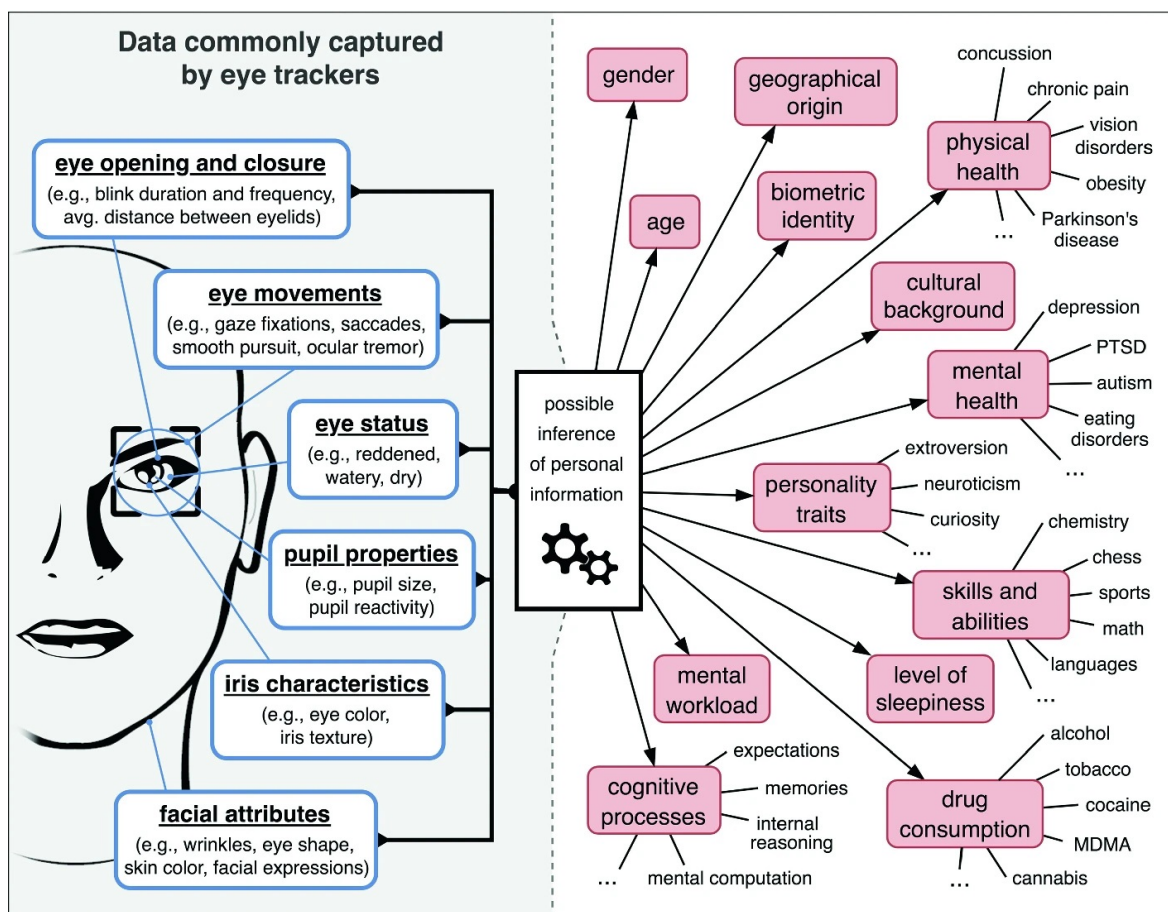 Data commonly captured
by eye trackers
eye opening and closure
(e.g., blink duration and frequency,
avg. distance between eyelids)
eye movements
(e.g., gaze fixations, saccades,
smooth pursuit, ocular tremor)
eye status
(e.g., reddened,
watery, dry)
pupil properties
(e.g., pupil size,
pupil reactivity)
iris characteristics
(e.g., eye color,
iris texture)
facial attributes
(e.g., wrinkles, eye shape,
skin color, facial expressions)
possible
inference
of personal
information
gender
geographical
origin
age
biometric
identity
physical
health
concussion
chronic pain
vision
disorders
obesity
Parkinson's
disease
...
cultural
background
mental
health
depression
PTSD
autism
eating
disorders
...
personality
traits
extroversion
neuroticism
curiosity
...
skills and
abilities
chemistry
chess
sports
math
languages
...
mental
workload
level of
sleepiness
cognitive
processes
expectations
memories
internal
reasoning
mental computation
...
drug
consumption
alcohol
tobacco
cocaine
MDMA
cannabis
...